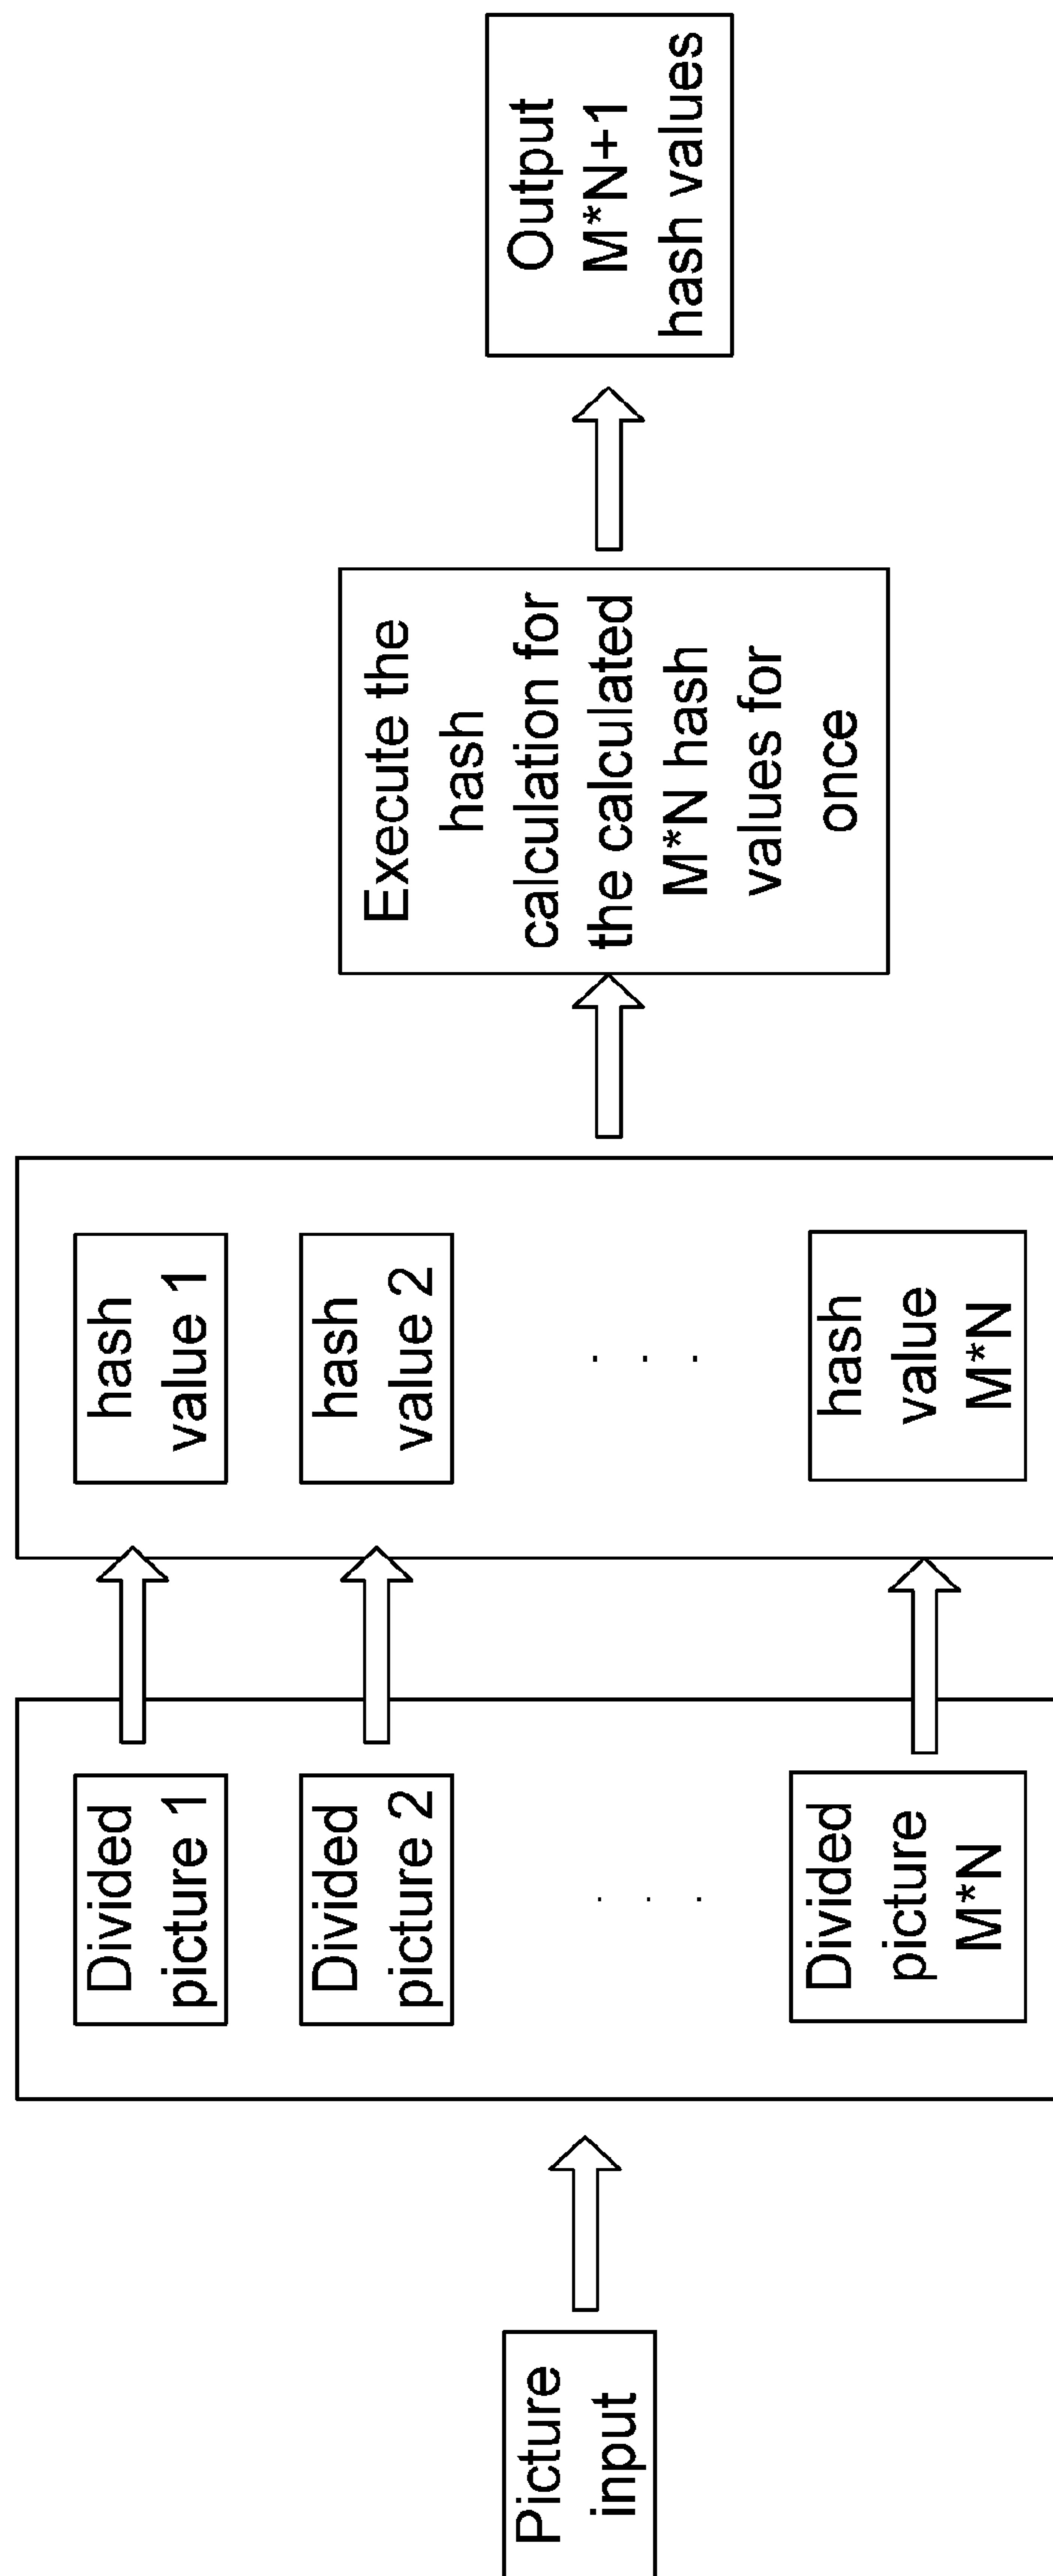 Picture
input
Divided
picture 1
Divided
picture 2
. . .
Divided
picture
M*N
hash
value 1
hash
value 2
. . .
hash
value
M*N
Execute the
hash
calculation for
the calculated
M*N hash
values for
once
Output
M*N+1
hash values